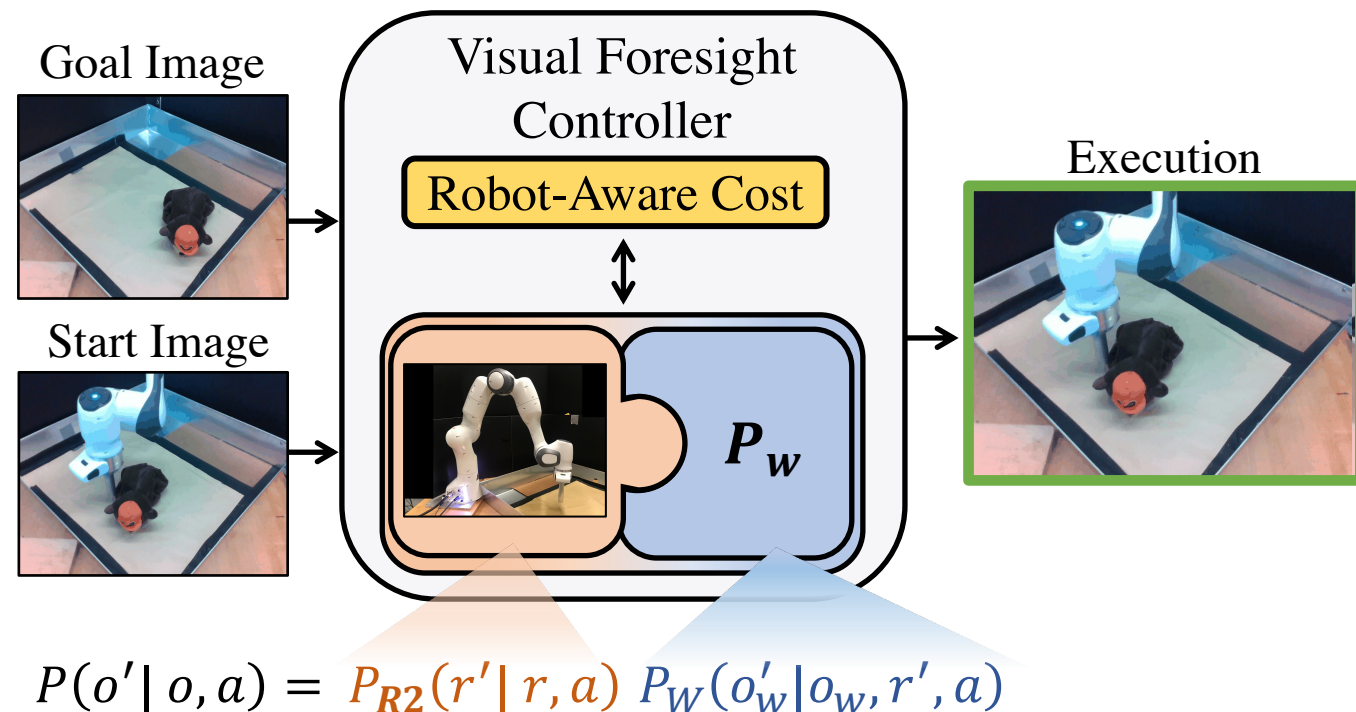 Goal Image
Start Image
Visual Foresight
Controller
Robot-Aware Cost
P_w
Execution
P(o'| o, a) = P_R2(r'| r, a) P_W(o'_w|o_w, r', a)